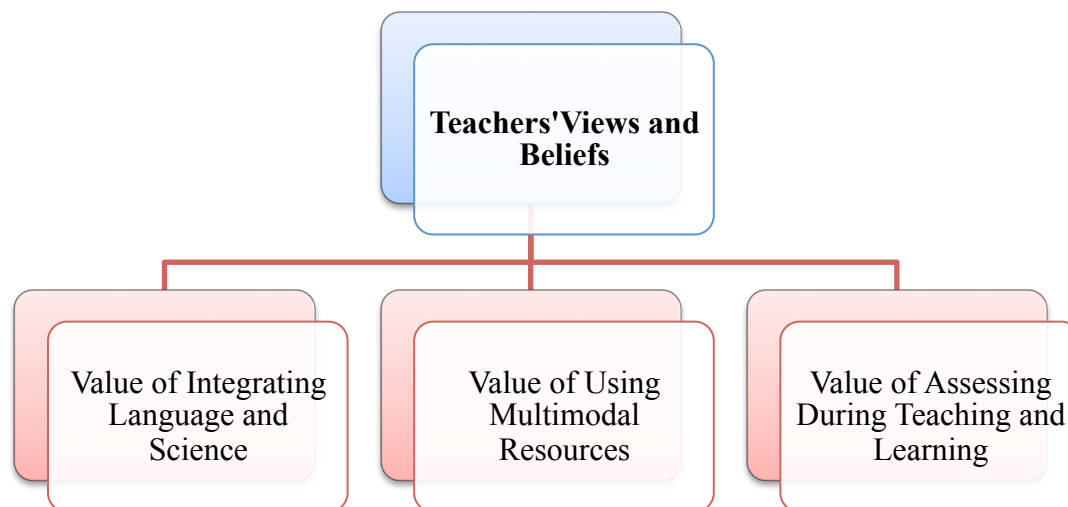 Teachers'Views and
Beliefs
Value of Integrating
Language and
Science
Value of Using
Multimodal
Resources
Value of Assessing
During Teaching and
Learning